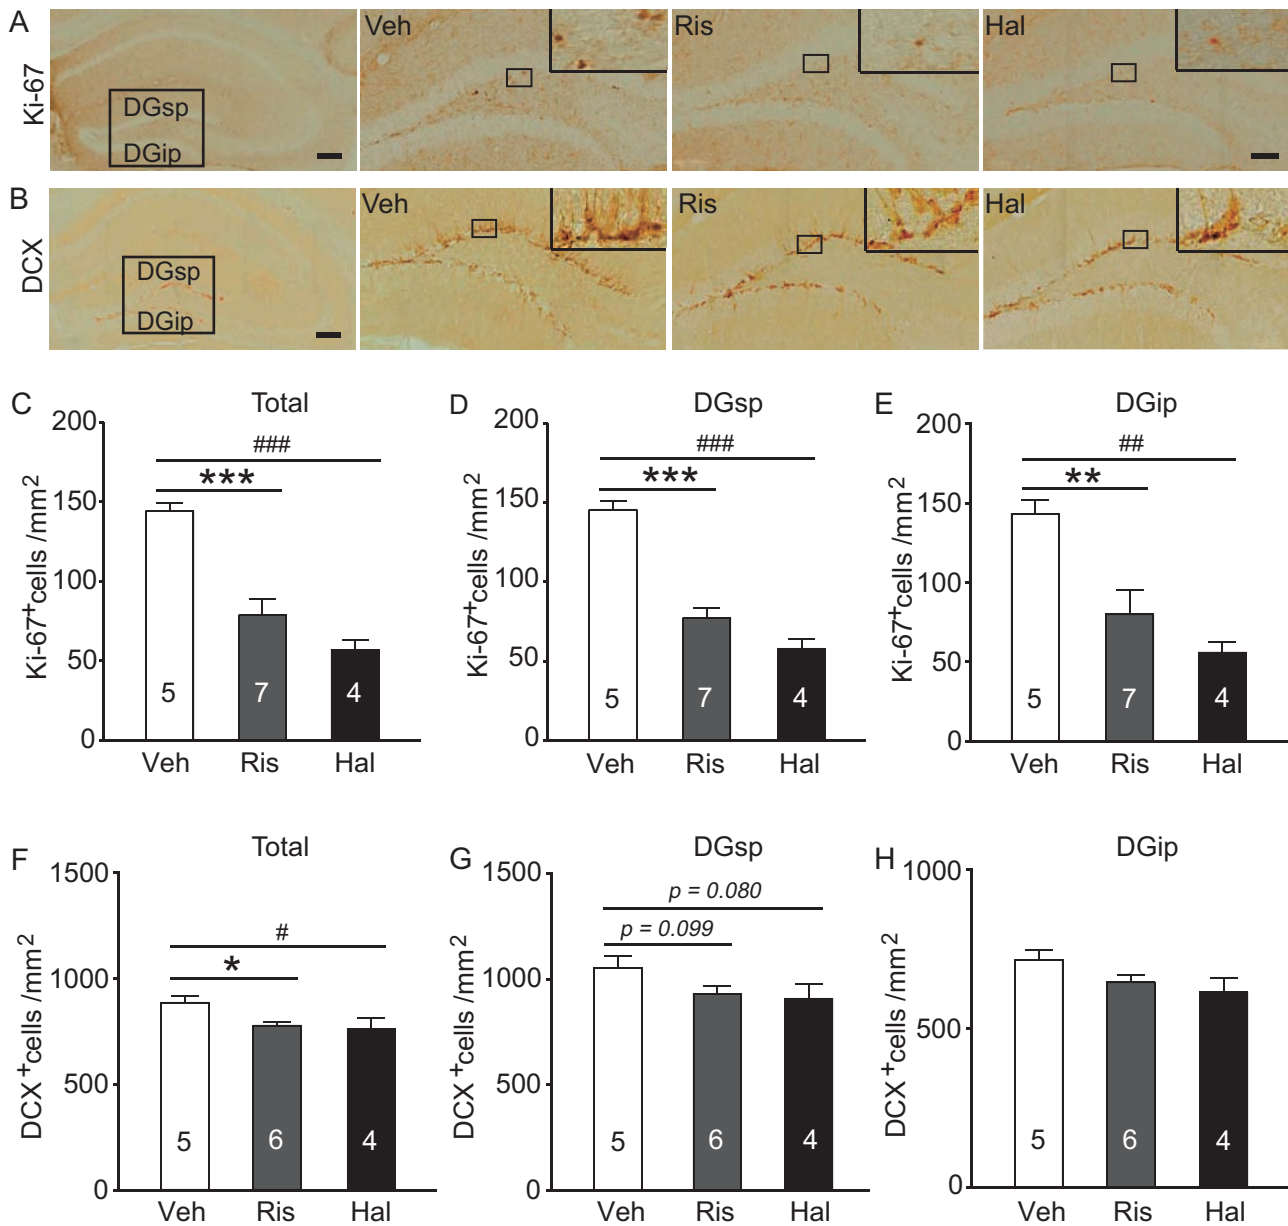 A
Ki-67
DGsp
DGip
Veh
Ris
Hal
B
DCX
DGsp
DGip
Veh
Ris
Hal
C
Total
Ki-67+cells /mm2
200
150
100
50
0
###
***
5
7
4
Veh Ris Hal
D
DGsp
Ki-67+cells /mm2
200
150
100
50
0
###
***
5
7
4
Veh Ris Hal
E
DGip
Ki-67+cells /mm2
200
150
100
50
0
##
**
5
7
4
Veh Ris Hal
F
Total
DCX+cells /mm2
1500
1000
500
0
#
*
5
6
4
Veh Ris Hal
G
DGsp
DCX+cells /mm2
1500
1000
500
0
p = 0.080
p = 0.099
5
6
4
Veh Ris Hal
H
DGip
DCX+cells /mm2
1000
500
0
5
6
4
Veh Ris Hal